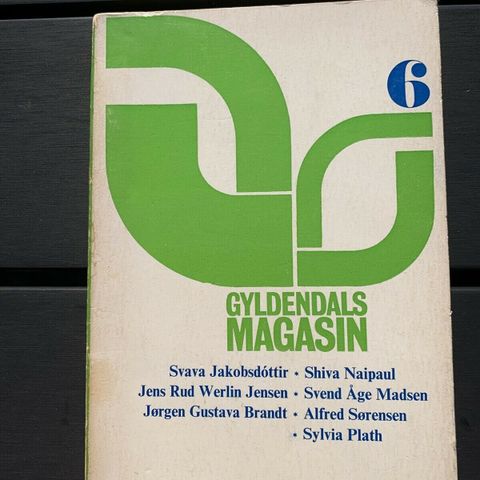 6
GYLDENDALS
MAGASIN
Svava Jakobsdóttir • Shiva Naipaul
Jens Rud Werlin Jensen • Svend Åge Madsen
Jørgen Gustava Brandt • Alfred Sørensen
• Sylvia Plath